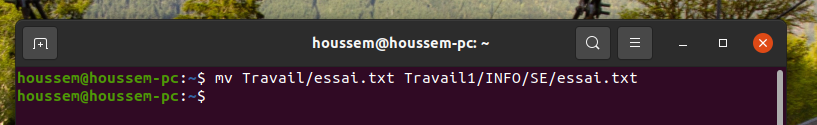 houssem@houssem-pc: ~
houssem@houssem-pc:~$ mv Travail/essai.txt Travail1/INFO/SE/essai.txt
houssem@houssem-pc:~$